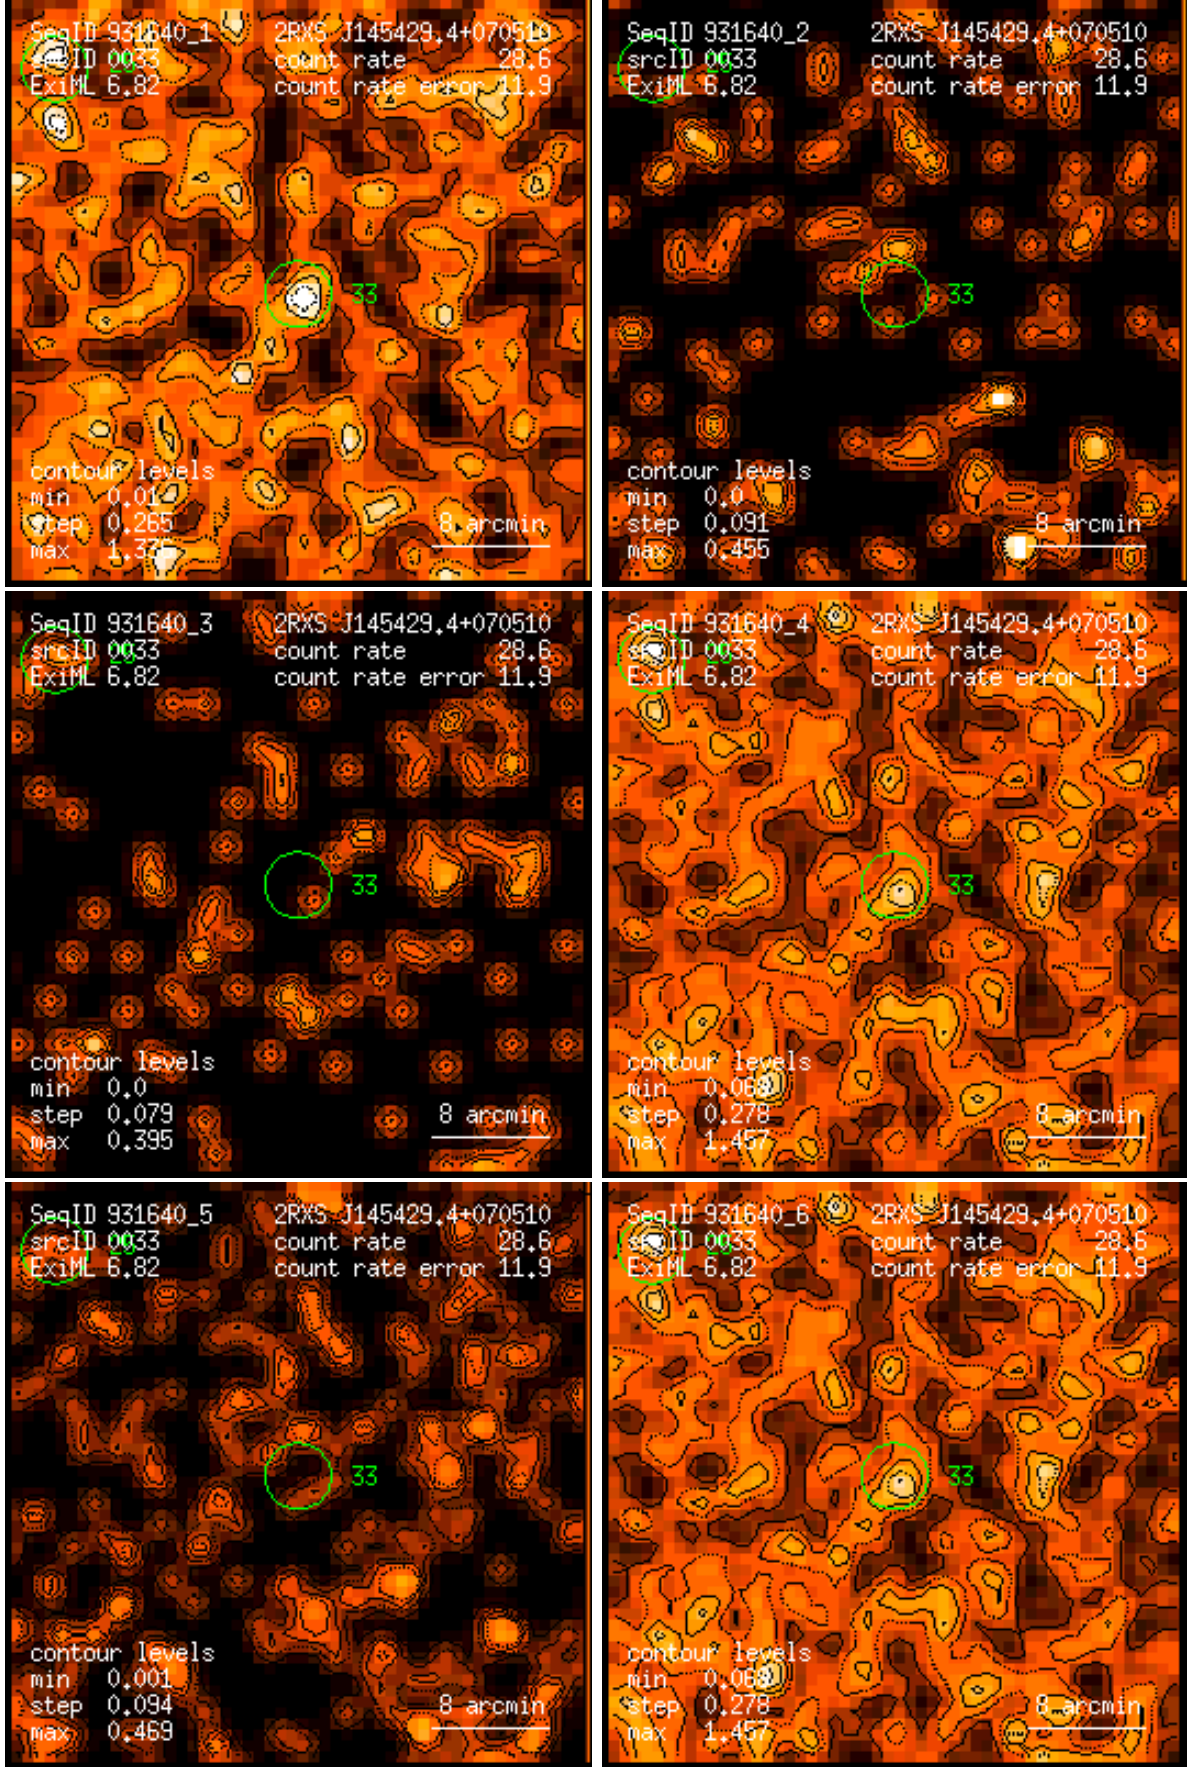 SeqID 931640_1 2RXS J145429.4+070510
srcID 0033 count rate 28.6
ExiML 6.82 count rate error 11.9
33
contour levels
min 0.01
step 0.265
max 8 arcmin
SeqID 931640_2 2RXS J145429.4+070510
srcID 0033 count rate 28.6
ExiML 6.82 count rate error 11.9
33
contour levels
min 0.0
step 0.091 8 arcmin
max 0.455
SeqID 931640_3 2RXS J145429.4+070510
srcID 0033 count rate 28.6
ExiML 6.82 count rate error 11.9
33
contour levels
min 0.0
step 0.079 8 arcmin
max 0.395
SeqID 931640_4 2RXS J145429.4+070510
srcID 0033 count rate 28.6
ExiML 6.82 count rate error 11.9
33
contour levels
min
step 0.278 8 arcmin
max 1.457
SeqID 931640_5 2RXS J145429.4+070510
srcID 0033 count rate 28.6
ExiML 6.82 count rate error 11.9
33
contour levels
min 0.001
step 0.094 8 arcmin
max 0.469
SeqID 931640_6 2RXS J145429.4+070510
srcID 0033 count rate 28.6
ExiML 6.82 count rate error 11.9
33
contour levels
min
step 0.278 8 arcmin
max 1.457